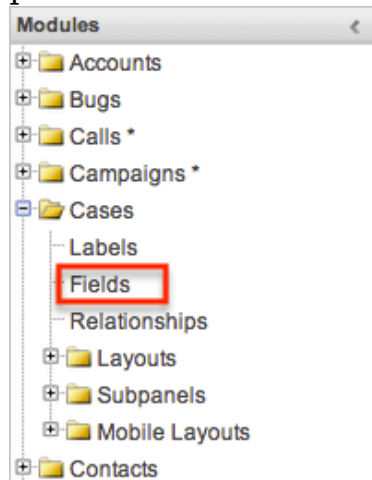 Modules
Accounts
Bugs
Calls *
Campaigns *
Cases
Labels
Fields
Relationships
Layouts
Subpanels
Mobile Layouts
Contacts